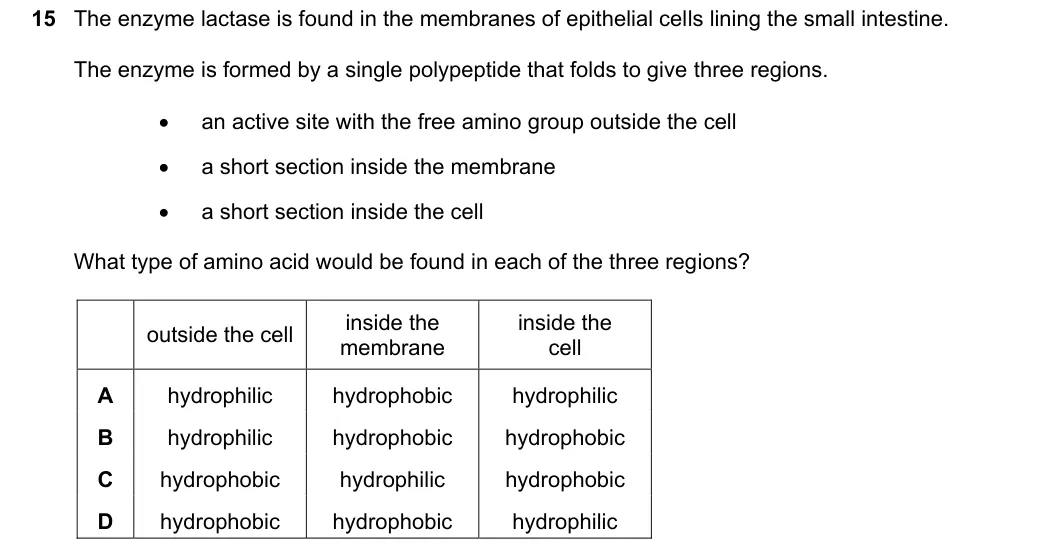 15 The enzyme lactase is found in the membranes of epithelial cells lining the small intestine.
The enzyme is formed by a single polypeptide that folds to give three regions.
• an active site with the free amino group outside the cell
• a short section inside the membrane
• a short section inside the cell
What type of amino acid would be found in each of the three regions?
outside the cell inside the membrane inside the cell
A hydrophilic hydrophobic hydrophilic
B hydrophilic hydrophobic hydrophobic
C hydrophobic hydrophilic hydrophobic
D hydrophobic hydrophobic hydrophilic